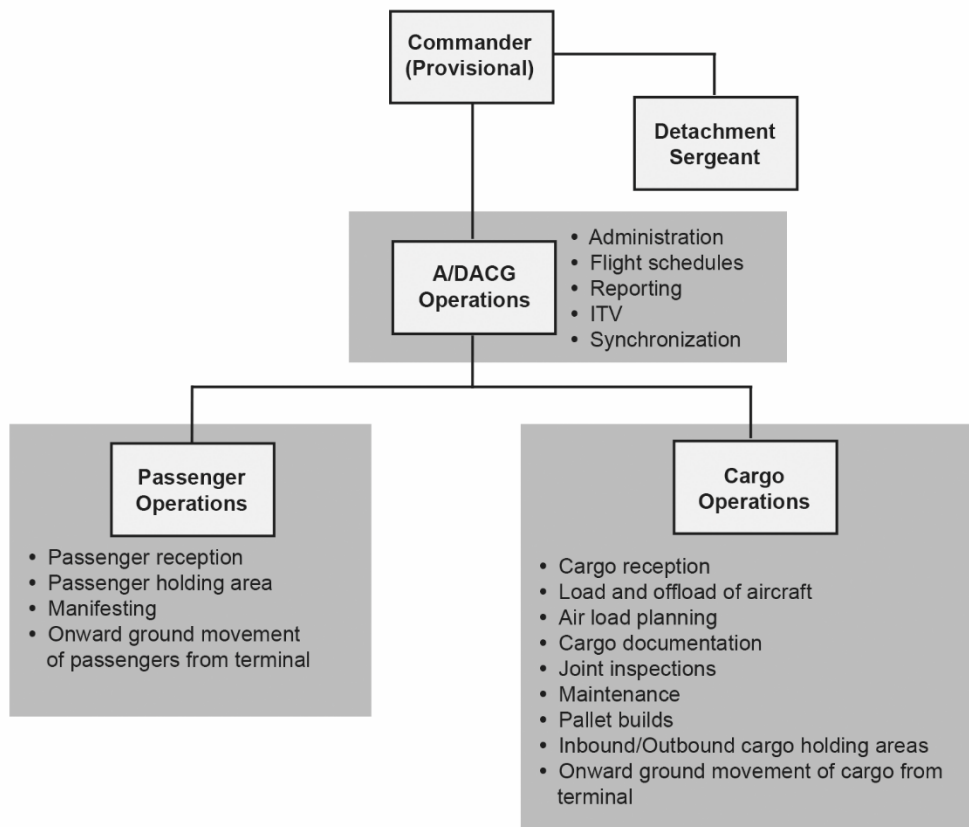 Commander
(Provisional)
Detachment
Sergeant
A/DACG
Operations
• Administration
• Flight schedules
• Reporting
• ITV
• Synchronization
Passenger
Operations
• Passenger reception
• Passenger holding area
• Manifesting
• Onward ground movement
of passengers from terminal
Cargo
Operations
• Cargo reception
• Load and offload of aircraft
• Air load planning
• Cargo documentation
• Joint inspections
• Maintenance
• Pallet builds
• Inbound/Outbound cargo holding areas
• Onward ground movement of cargo from
terminal